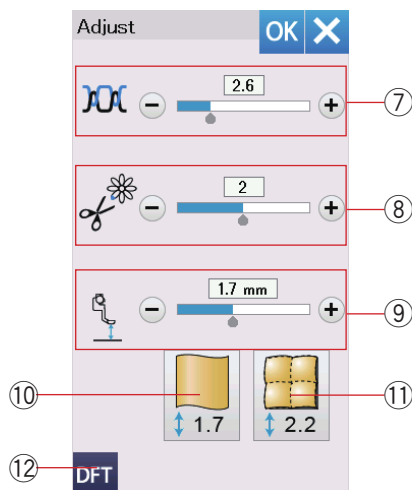 Adjust OK ✕
2.6
− + ⑦
2
− + ⑧
1.7 mm
− + ⑨
⑩ 1.7 2.2 ⑪
⑫ DFT